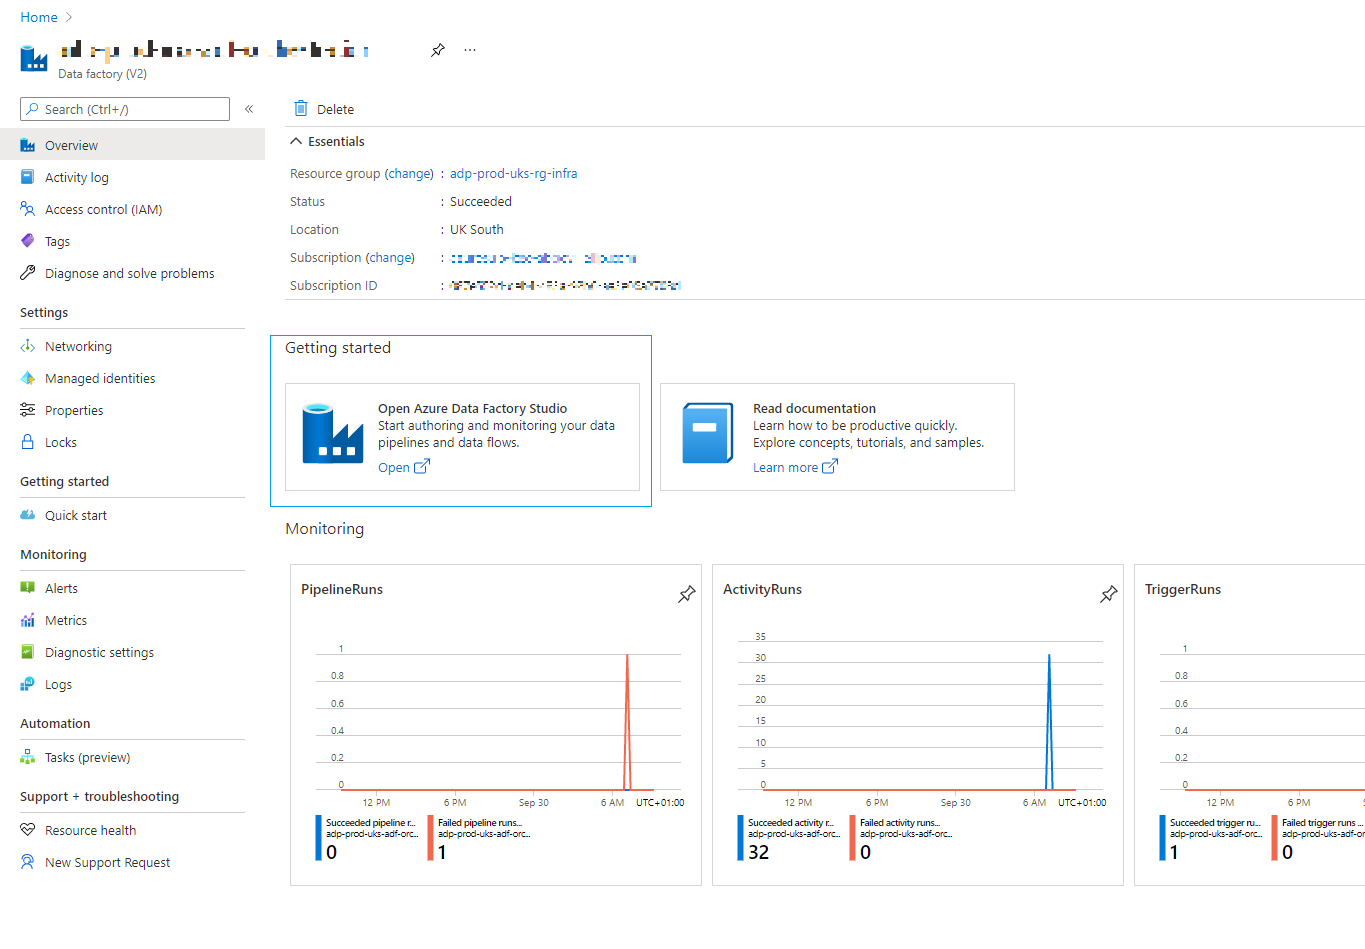 Home
Data factory (V2)
Search (Ctrl+/)
Overview
Activity log
Access control (IAM)
Tags
Diagnose and solve problems
Settings
Networking
Managed identities
Properties
Locks
Getting started
Quick start
Monitoring
Alerts
Metrics
Diagnostic settings
Logs
Automation
Tasks (preview)
Support + troubleshooting
Resource health
New Support Request
Delete
Essentials
Resource group (change) : adp-prod-uks-rg-infra
Status : Succeeded
Location : UK South
Subscription (change) :
Subscription ID :
Getting started
Open Azure Data Factory Studio
Start authoring and monitoring your data
pipelines and data flows.
Open
Read documentation
Learn how to be productive quickly.
Explore concepts, tutorials, and samples.
Learn more
Monitoring
PipelineRuns
1
0.8
0.6
0.4
0.2
0
12 PM 6 PM Sep 30 6 AM UTC+01:00
Succeeded pipeline r...
adp-prod-uks-adf-orc...
0
Failed pipeline runs...
adp-prod-uks-adf-orc...
1
ActivityRuns
35
30
25
20
15
10
5
0
12 PM 6 PM Sep 30 6 AM UTC+01:00
Succeeded activity r...
adp-prod-uks-adf-orc...
32
Failed activity runs...
adp-prod-uks-adf-orc...
0
TriggerRuns
1
0.8
0.6
0.4
0.2
0
12 PM 6 PM
Succeeded trigger ru...
adp-prod-uks-adf-orc...
1
Failed trigger runs ...
adp-prod-uks-adf-orc...
0